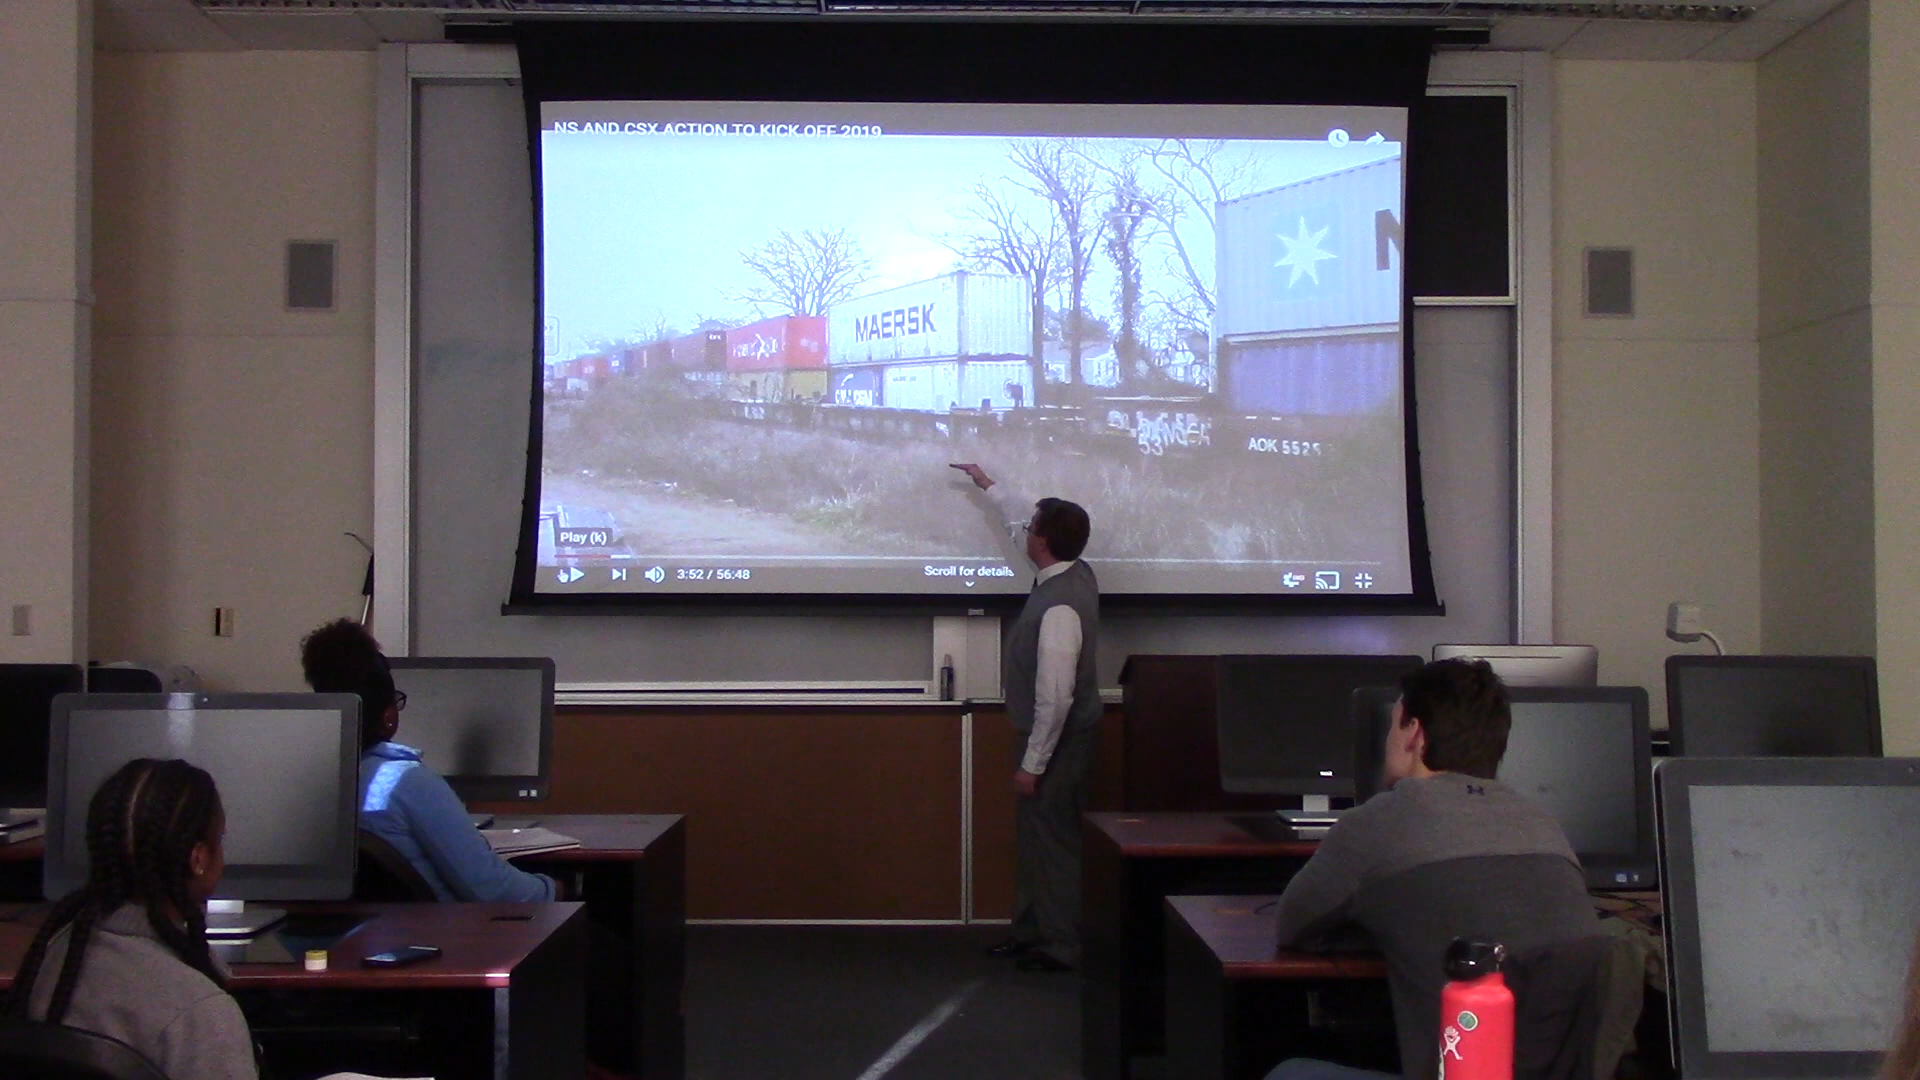 NS AND CSX ACTION TO KICK OFF 2019
MAERSK
AOK 5525
53
Play (k)
3:52 / 56:48
Scroll for details